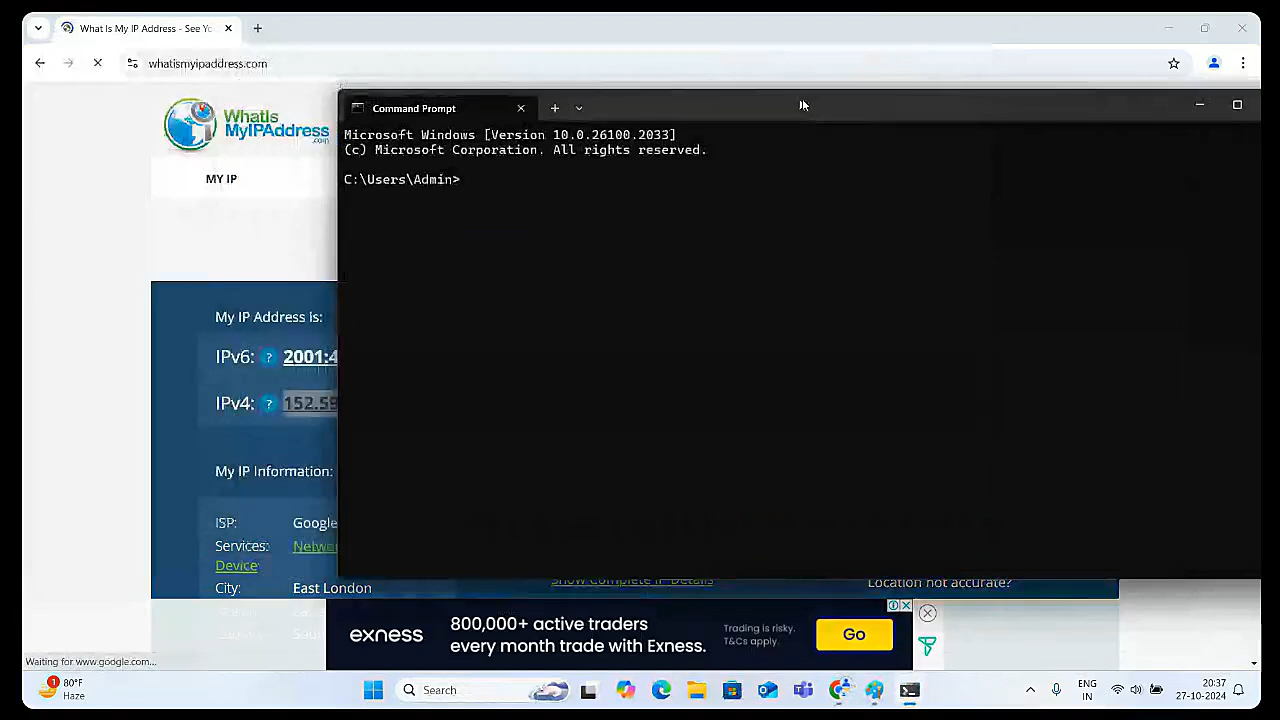 What Is My IP Address - See Yo
whatismyipaddress.com
WhatIs
MyIPAddress
.com
Command Prompt
Microsoft Windows [Version 10.0.26100.2033]
(c) Microsoft Corporation. All rights reserved.
C:\Users\Admin>
MY IP
My IP Address is:
IPv6: ? 2001:4
IPv4: ? 152.59
My IP Information:
ISP: Google
Services: Netwo
Device
City: East London
Show Complete IP Details
Location not accurate?
exness
800,000+ active traders
every month trade with Exness.
Trading is risky.
T&Cs apply.
Go
Waiting for www.google.com...
1
80°F
Haze
Search
ENG
IN
20:37
27-10-2024